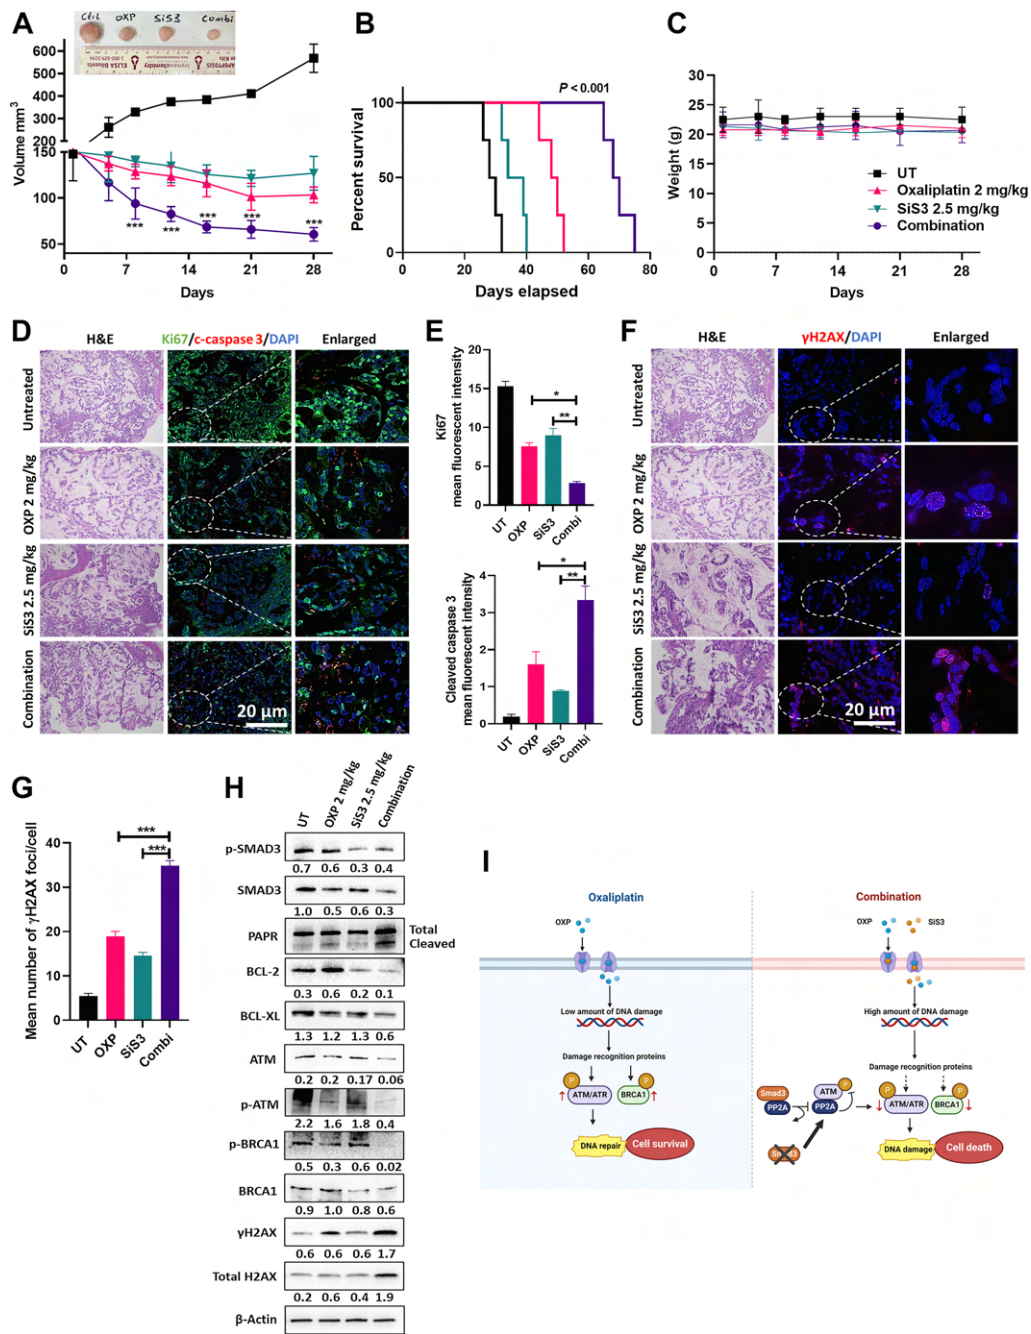 A
Ctrl OXP SiS3 Combi
600
500
400
300
200
150
100
50
Volume mm³
***
***
***
***
***
0
7
14
21
28
Days
B
P < 0.001
Percent survival
100
50
0
0
20
40
60
80
Days elapsed
C
Weight (g)
30
25
20
15
10
5
0
UT
Oxaliplatin 2 mg/kg
SiS3 2.5 mg/kg
Combination
0
7
14
21
28
Days
D
H&E
Ki67/c-caspase 3/DAPI
Enlarged
Untreated
OXP 2 mg/kg
SiS3 2.5 mg/kg
Combination
20 µm
E
Ki67
mean fluorescent intensity
20
15
10
5
0
*
**
UT
OXP
SiS3
Combi
Cleaved caspase 3
mean fluorescent intensity
4
3
2
1
0
*
**
UT
OXP
SiS3
Combi
F
H&E
γH2AX/DAPI
Enlarged
Untreated
OXP 2 mg/kg
SiS3 2.5 mg/kg
Combination
20 µm
G
Mean number of γH2AX foci/cell
40
30
20
10
0
***
***
UT
OXP
SiS3
Combi
H
UT
OXP 2 mg/kg
SiS3 2.5 mg/kg
Combination
p-SMAD3
0.7 0.6 0.3 0.4
SMAD3
1.0 0.5 0.6 0.3
PAPR
Total
Cleaved
BCL-2
0.3 0.6 0.2 0.1
BCL-XL
1.3 1.2 1.3 0.6
ATM
0.2 0.2 0.17 0.06
p-ATM
2.2 1.6 1.8 0.4
p-BRCA1
0.5 0.3 0.6 0.02
BRCA1
0.9 1.0 0.8 0.6
γH2AX
0.6 0.6 0.6 1.7
Total H2AX
0.2 0.6 0.4 1.9
β-Actin
I
Oxaliplatin
OXP
Low amount of DNA damage
Damage recognition proteins
P
P
ATM/ATR
BRCA1
DNA repair
Cell survival
Combination
OXP
SiS3
High amount of DNA damage
Damage recognition proteins
Smad3
PP2A
ATM
P
PP2A
P
P
ATM/ATR
BRCA1
Smad3
DNA damage
Cell death